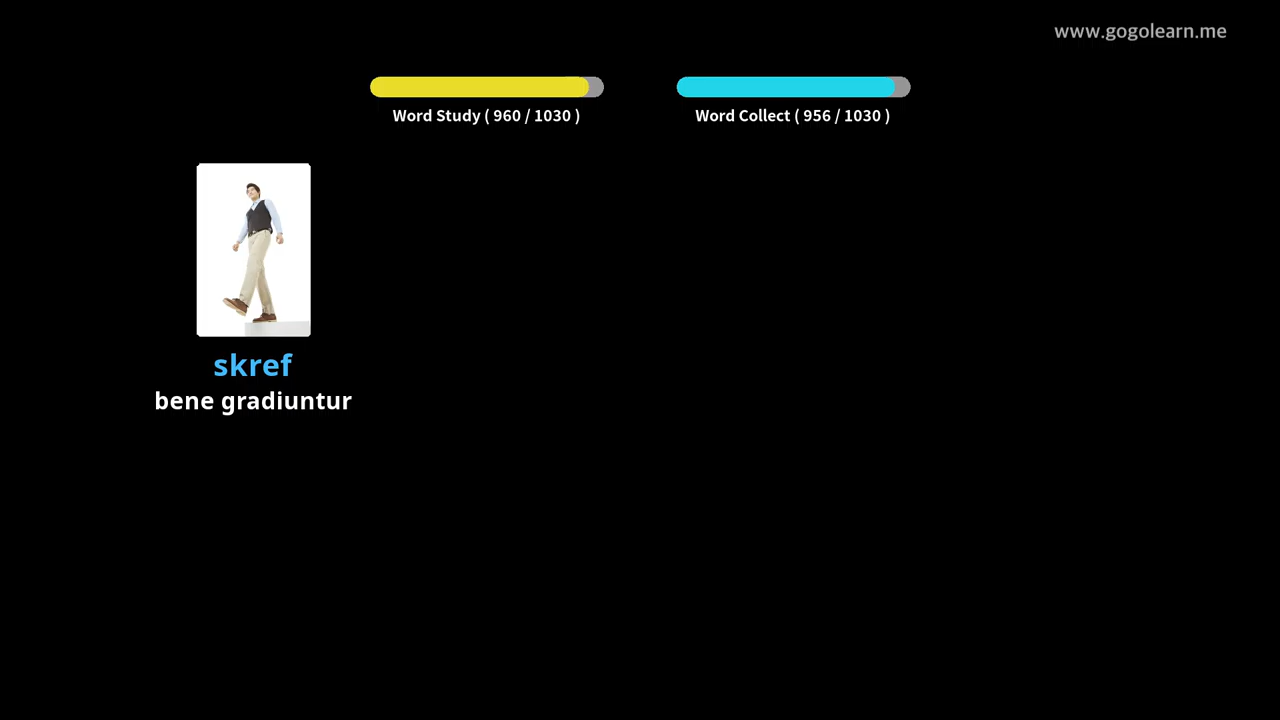 www.gogolearn.me
Word Study ( 960 / 1030 )
Word Collect ( 956 / 1030 )
skref
bene gradiuntur